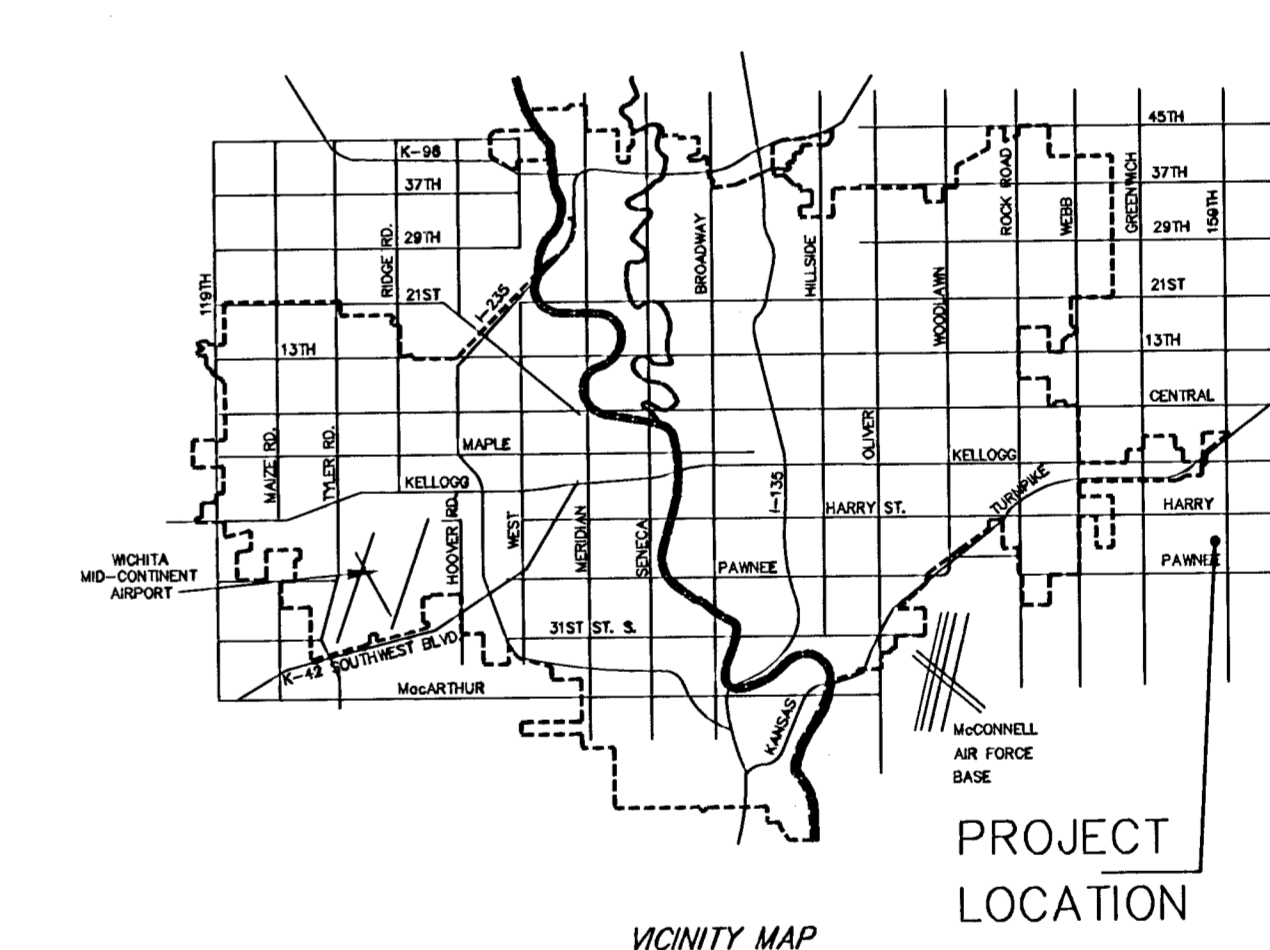 45TH
K-96
37TH
37TH
ROCK ROAD
GREENWICH
WEBB
159TH
BROADWAY
HILLSIDE
RIDGE RD.
29TH
29TH
119TH
21ST
I-235
21ST
WOODLAWN
13TH
13TH
CENTRAL
MAIZE RD.
TYLER RD.
MAPLE
OLIVER
KELLOGG
KELLOGG
TURNPIKE
I-135
HARRY ST.
HARRY
HOOVER RD.
WEST
MERIDIAN
SENECA
WICHITA
MID-CONTINENT
AIRPORT
PAWNEE
PAWNEE
31ST ST. S.
K-42 SOUTHWEST BLVD.
McARTHUR
KANSAS
McCONNELL
AIR FORCE
BASE
PROJECT
LOCATION
VICINITY MAP